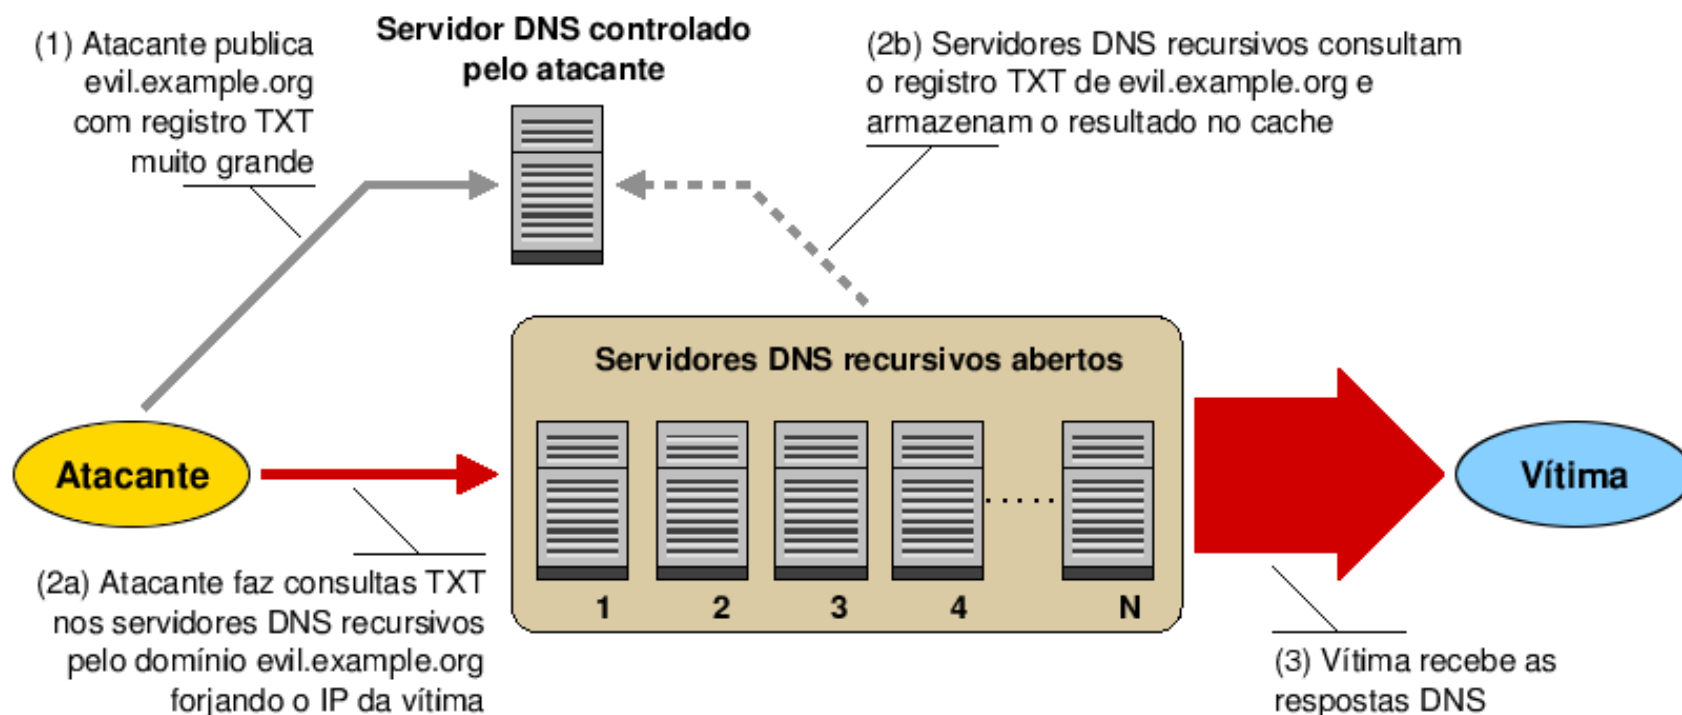 (1) Atacante publica
evil.example.org
com registro TXT
muito grande
Servidor DNS controlado
pelo atacante
(2b) Servidores DNS recursivos consultam
o registro TXT de evil.example.org e
armazenam o resultado no cache
Servidores DNS recursivos abertos
Atacante
1 2 3 4 ..... N
Vítima
(2a) Atacante faz consultas TXT
nos servidores DNS recursivos
pelo domínio evil.example.org
forjando o IP da vítima
(3) Vítima recebe as
respostas DNS